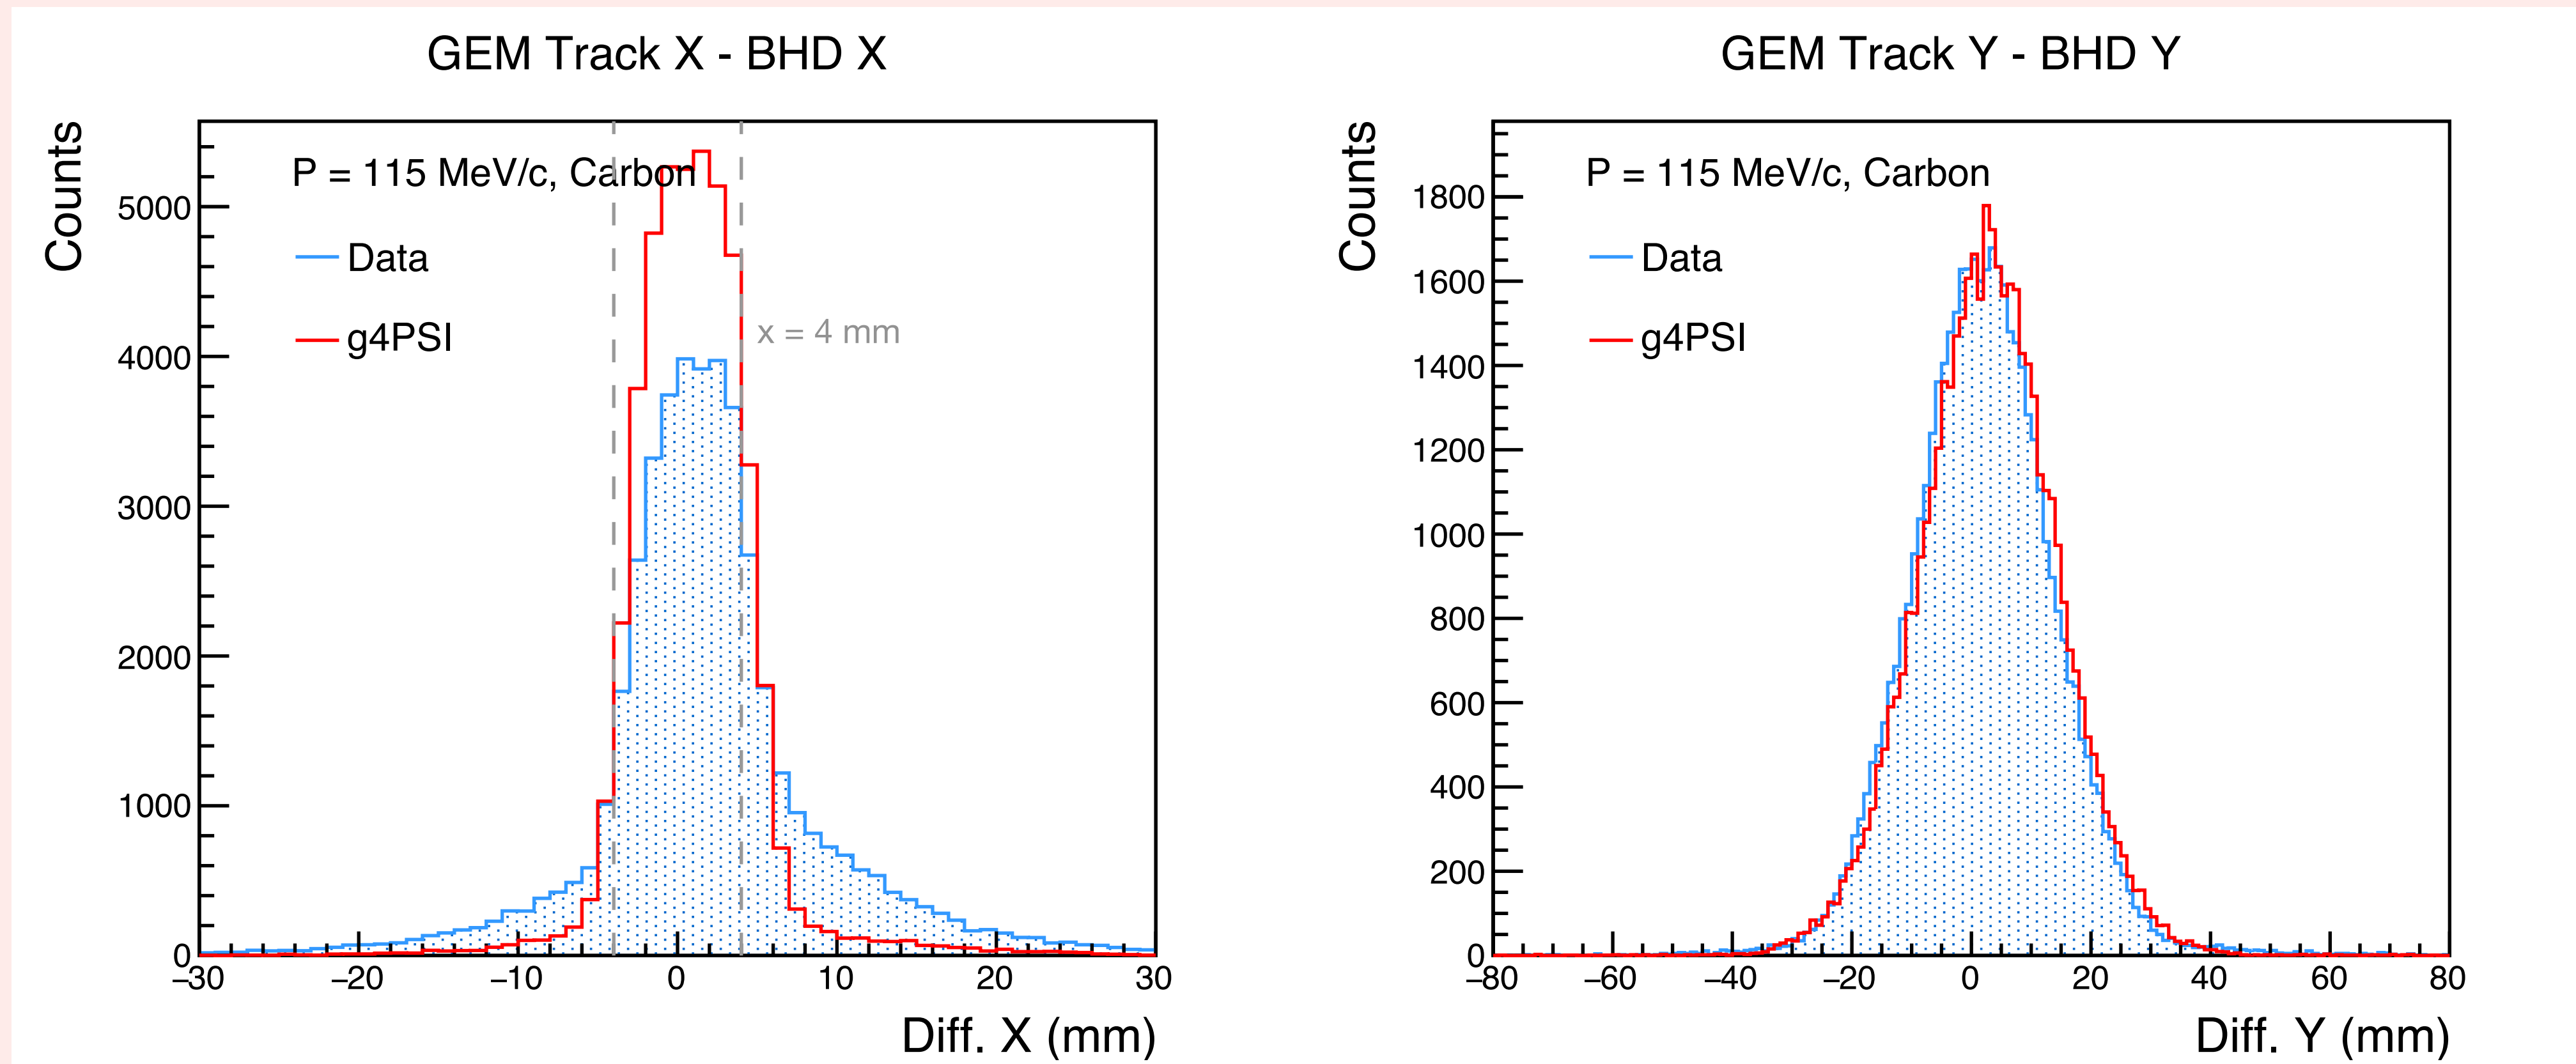 GEM Track X - BHD X
Counts
P = 115 MeV/c, Carbon
Data
g4PSI
x = 4 mm
5000
4000
3000
2000
1000
0
−30 −20 −10 0 10 20 30
Diff. X (mm)
GEM Track Y - BHD Y
Counts
P = 115 MeV/c, Carbon
Data
g4PSI
1800
1600
1400
1200
1000
800
600
400
200
0
−80 −60 −40 −20 0 20 40 60 80
Diff. Y (mm)